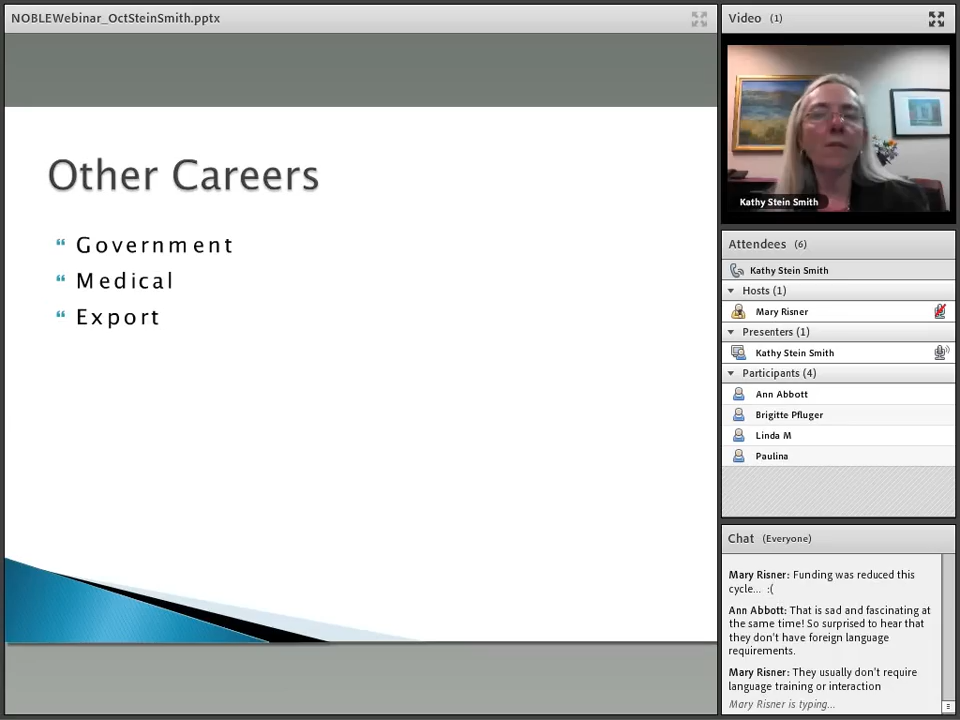 NOBLEWebinar_OctSteinSmith.pptx
Other Careers
Government
Medical
Export
Video (1)
Kathy Stein Smith
Attendees (6)
Kathy Stein Smith
Hosts (1)
Mary Risner
Presenters (1)
Kathy Stein Smith
Participants (4)
Ann Abbott
Brigitte Pfluger
Linda M
Paulina
Chat (Everyone)
Mary Risner: Funding was reduced this
cycle... :(
Ann Abbott: That is sad and fascinating at
the same time! So surprised to hear that
they don't have foreign language
requirements.
Mary Risner: They usually don't require
language training or interaction
Mary Risner is typing...